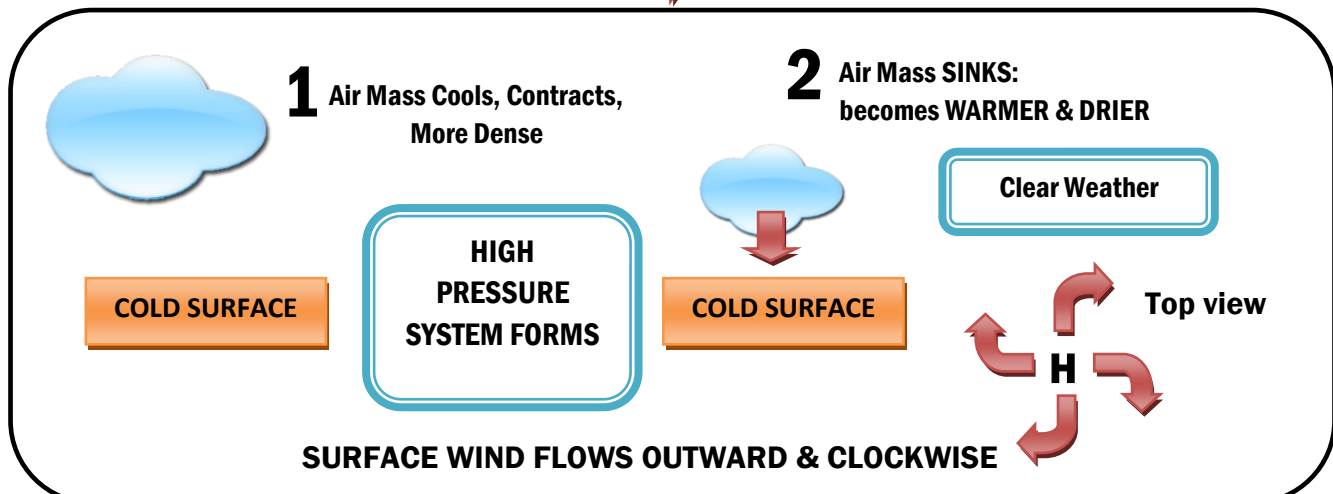 1 Air Mass Cools, Contracts,
More Dense
2 Air Mass SINKS:
becomes WARMER & DRIER
Clear Weather
HIGH
PRESSURE
SYSTEM FORMS
COLD SURFACE
COLD SURFACE
Top view
H
SURFACE WIND FLOWS OUTWARD & CLOCKWISE